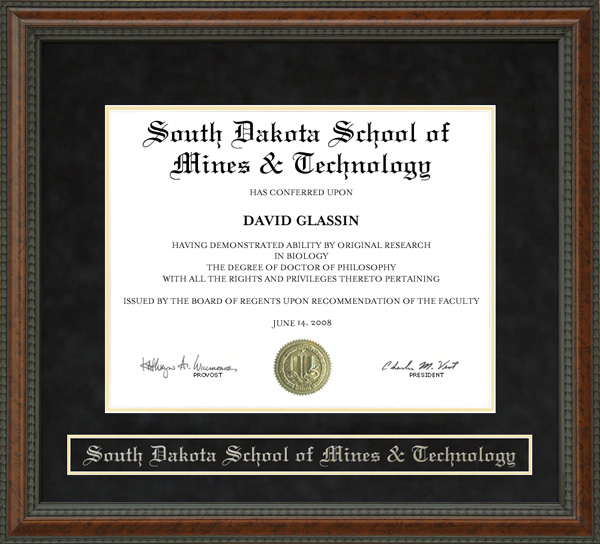 South Dakota School of
Mines & Technology
HAS CONFERRED UPON
DAVID GLASSIN
HAVING DEMONSTRATED ABILITY BY ORIGINAL RESEARCH
IN BIOLOGY
THE DEGREE OF DOCTOR OF PHILOSOPHY
WITH ALL THE RIGHTS AND PRIVILEGES THERETO PERTAINING
ISSUED BY THE BOARD OF REGENTS UPON RECOMMENDATION OF THE FACULTY
JUNE 14, 2008
Charles M. Vest
PROVOST
PRESIDENT
South Dakota School of Mines & Technology